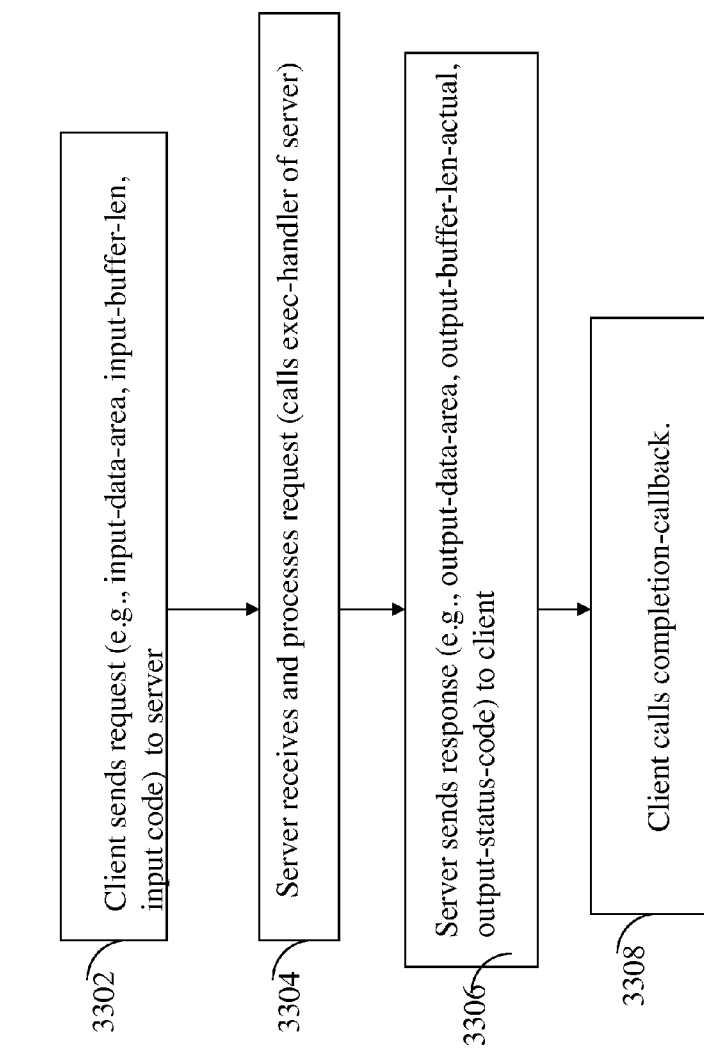 3302
Client sends request (e.g., input-data-area, input-buffer-len,
input code) to server
3304
Server receives and processes request (calls exec-handler of server)
3306
Server sends response (e.g., output-data-area, output-buffer-len-actual,
output-status-code) to client
3308
Client calls completion-callback.